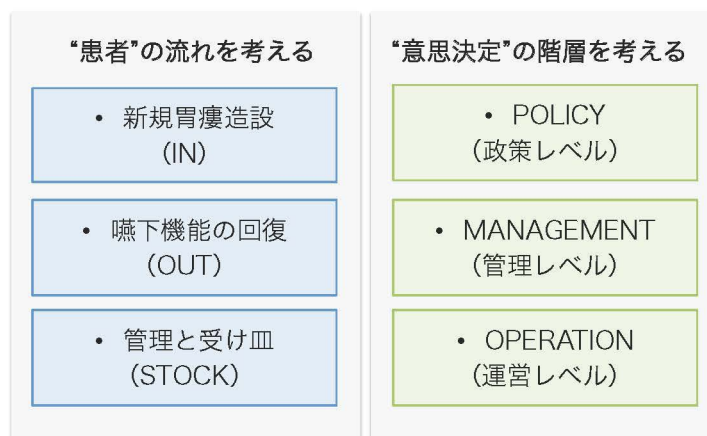 “患者”の流れを考える
• 新規胃瘻造設
(IN)
• 嚥下機能の回復
(OUT)
• 管理と受け皿
(STOCK)
“意思決定”の階層を考える
• POLICY
(政策レベル)
• MANAGEMENT
(管理レベル)
• OPERATION
(運営レベル)